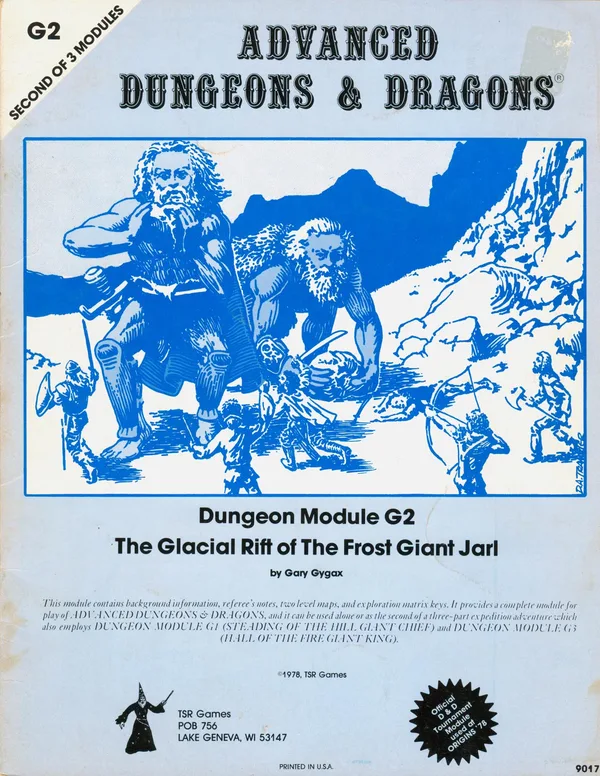 G2
SECOND OF 3 MODULES
ADVANCED
DUNGEONS & DRAGONS®
D.A.TRAMPIER
Dungeon Module G2
The Glacial Rift of The Frost Giant Jarl
by Gary Gygax
This module contains background information, referee's notes, two level maps, and exploration matrix keys. It provides a complete module for
play of ADVANCED DUNGEONS & DRAGONS, and it can be used alone or as the second of a three-part expedition adventure which
also employs DUNGEON MODULE G1 (STEADING OF THE HILL GIANT CHIEF) and DUNGEON MODULE G3
(HALL OF THE FIRE GIANT KING).
©1978, TSR Games
TSR Games
POB 756
LAKE GENEVA, WI 53147
Official
D & D
Tournament
Module
used at
ORIGINS '78
PRINTED IN U.S.A.
9017